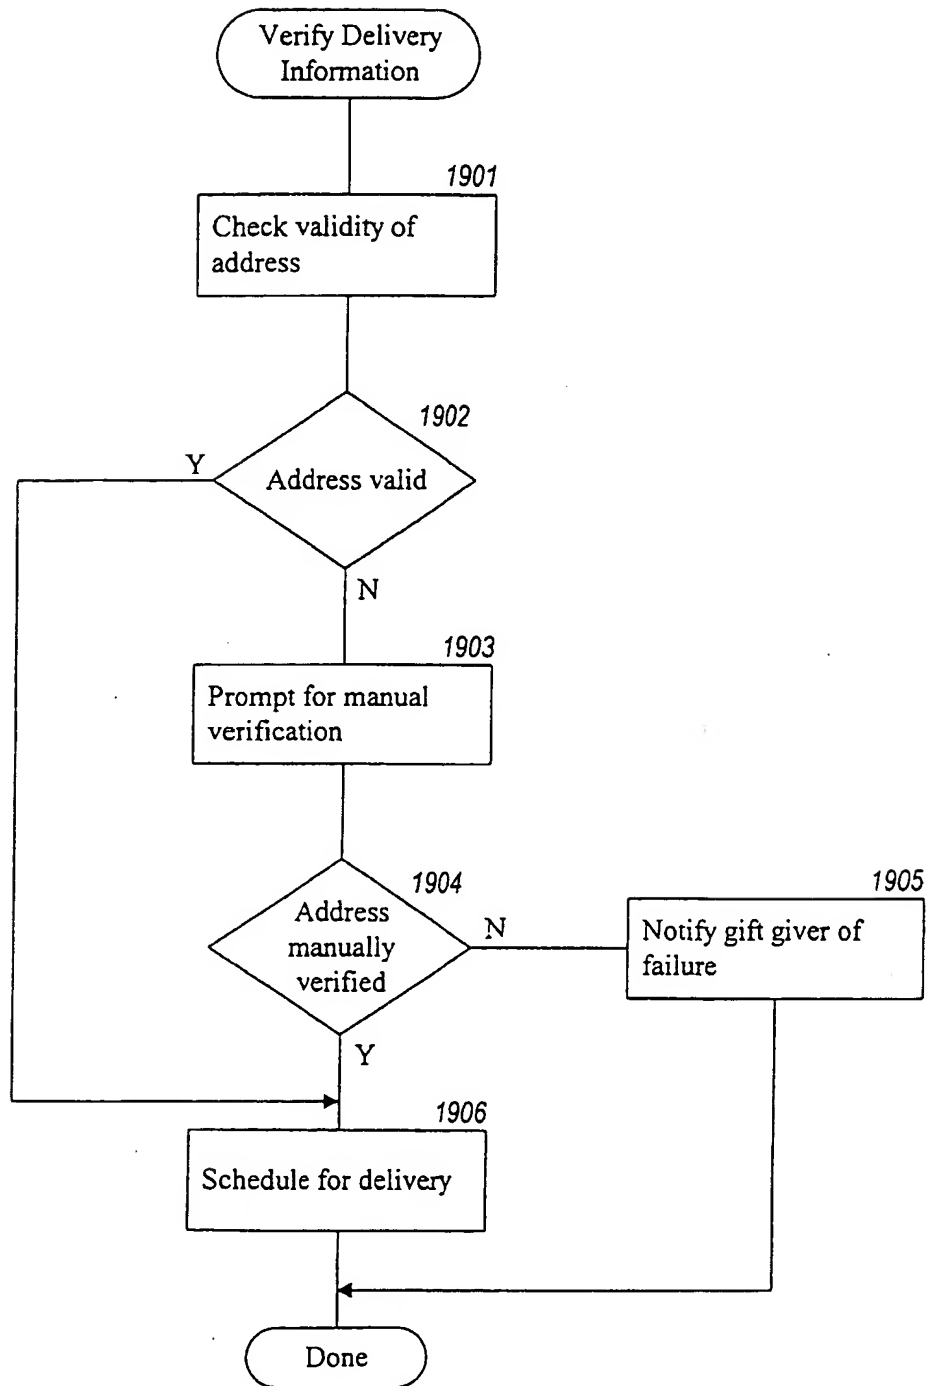 Verify Delivery
Information
1901
Check validity of
address
1902
Y
Address valid
N
1903
Prompt for manual
verification
1904
Address
manually
verified
N
1905
Notify gift giver of
failure
Y
1906
Schedule for delivery
Done